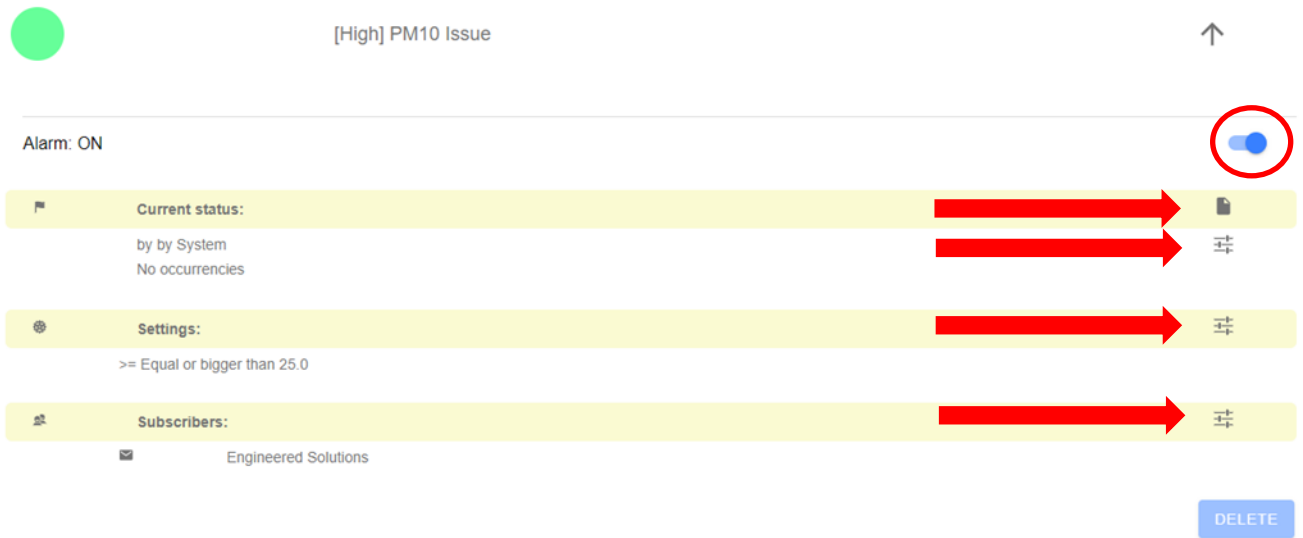 [High] PM10 Issue
Alarm: ON
Current status:
by by System
No occurrencies
Settings:
>= Equal or bigger than 25.0
Subscribers:
Engineered Solutions
DELETE